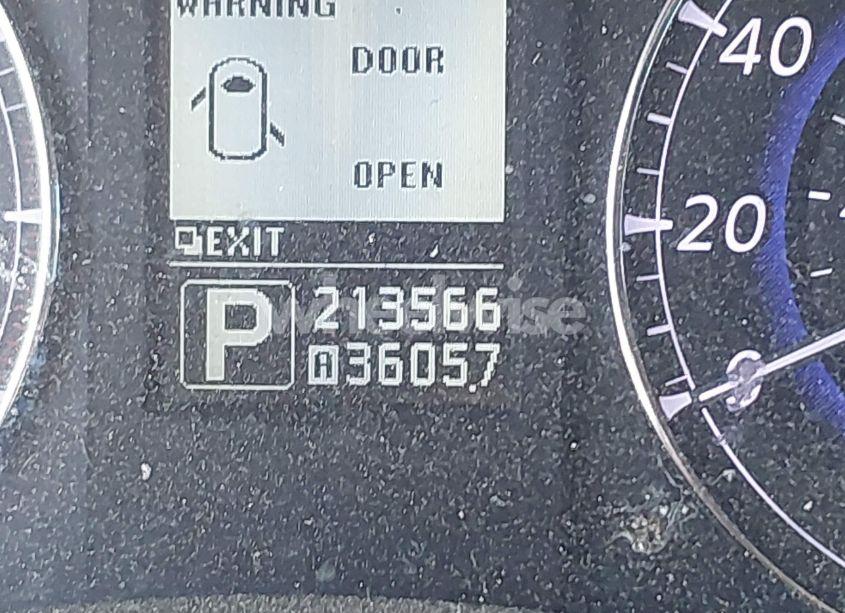 WARNING
DOOR
OPEN
EXIT
P
213566
A 3605.7
40
20